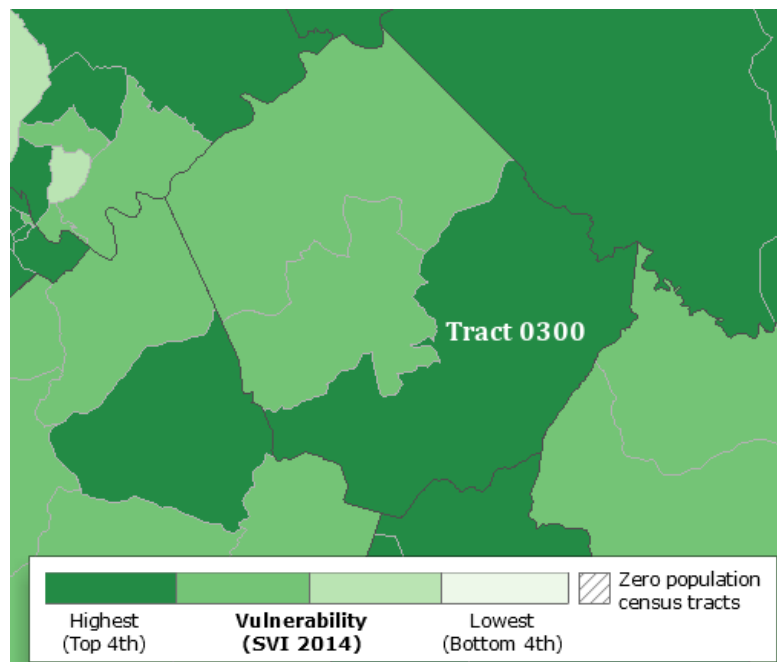 Tract 0300
Zero population
census tracts
Highest
(Top 4th)
Vulnerability
(SVI 2014)
Lowest
(Bottom 4th)